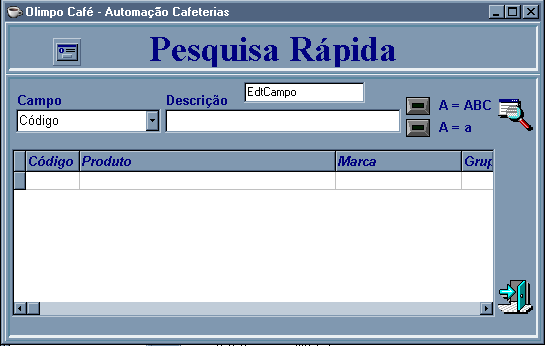 Olimpo Café - Automação Cafeterias
Pesquisa Rápida
EdtCampo
Campo Descrição A = ABC
Código A = a
Código Produto Marca Grup